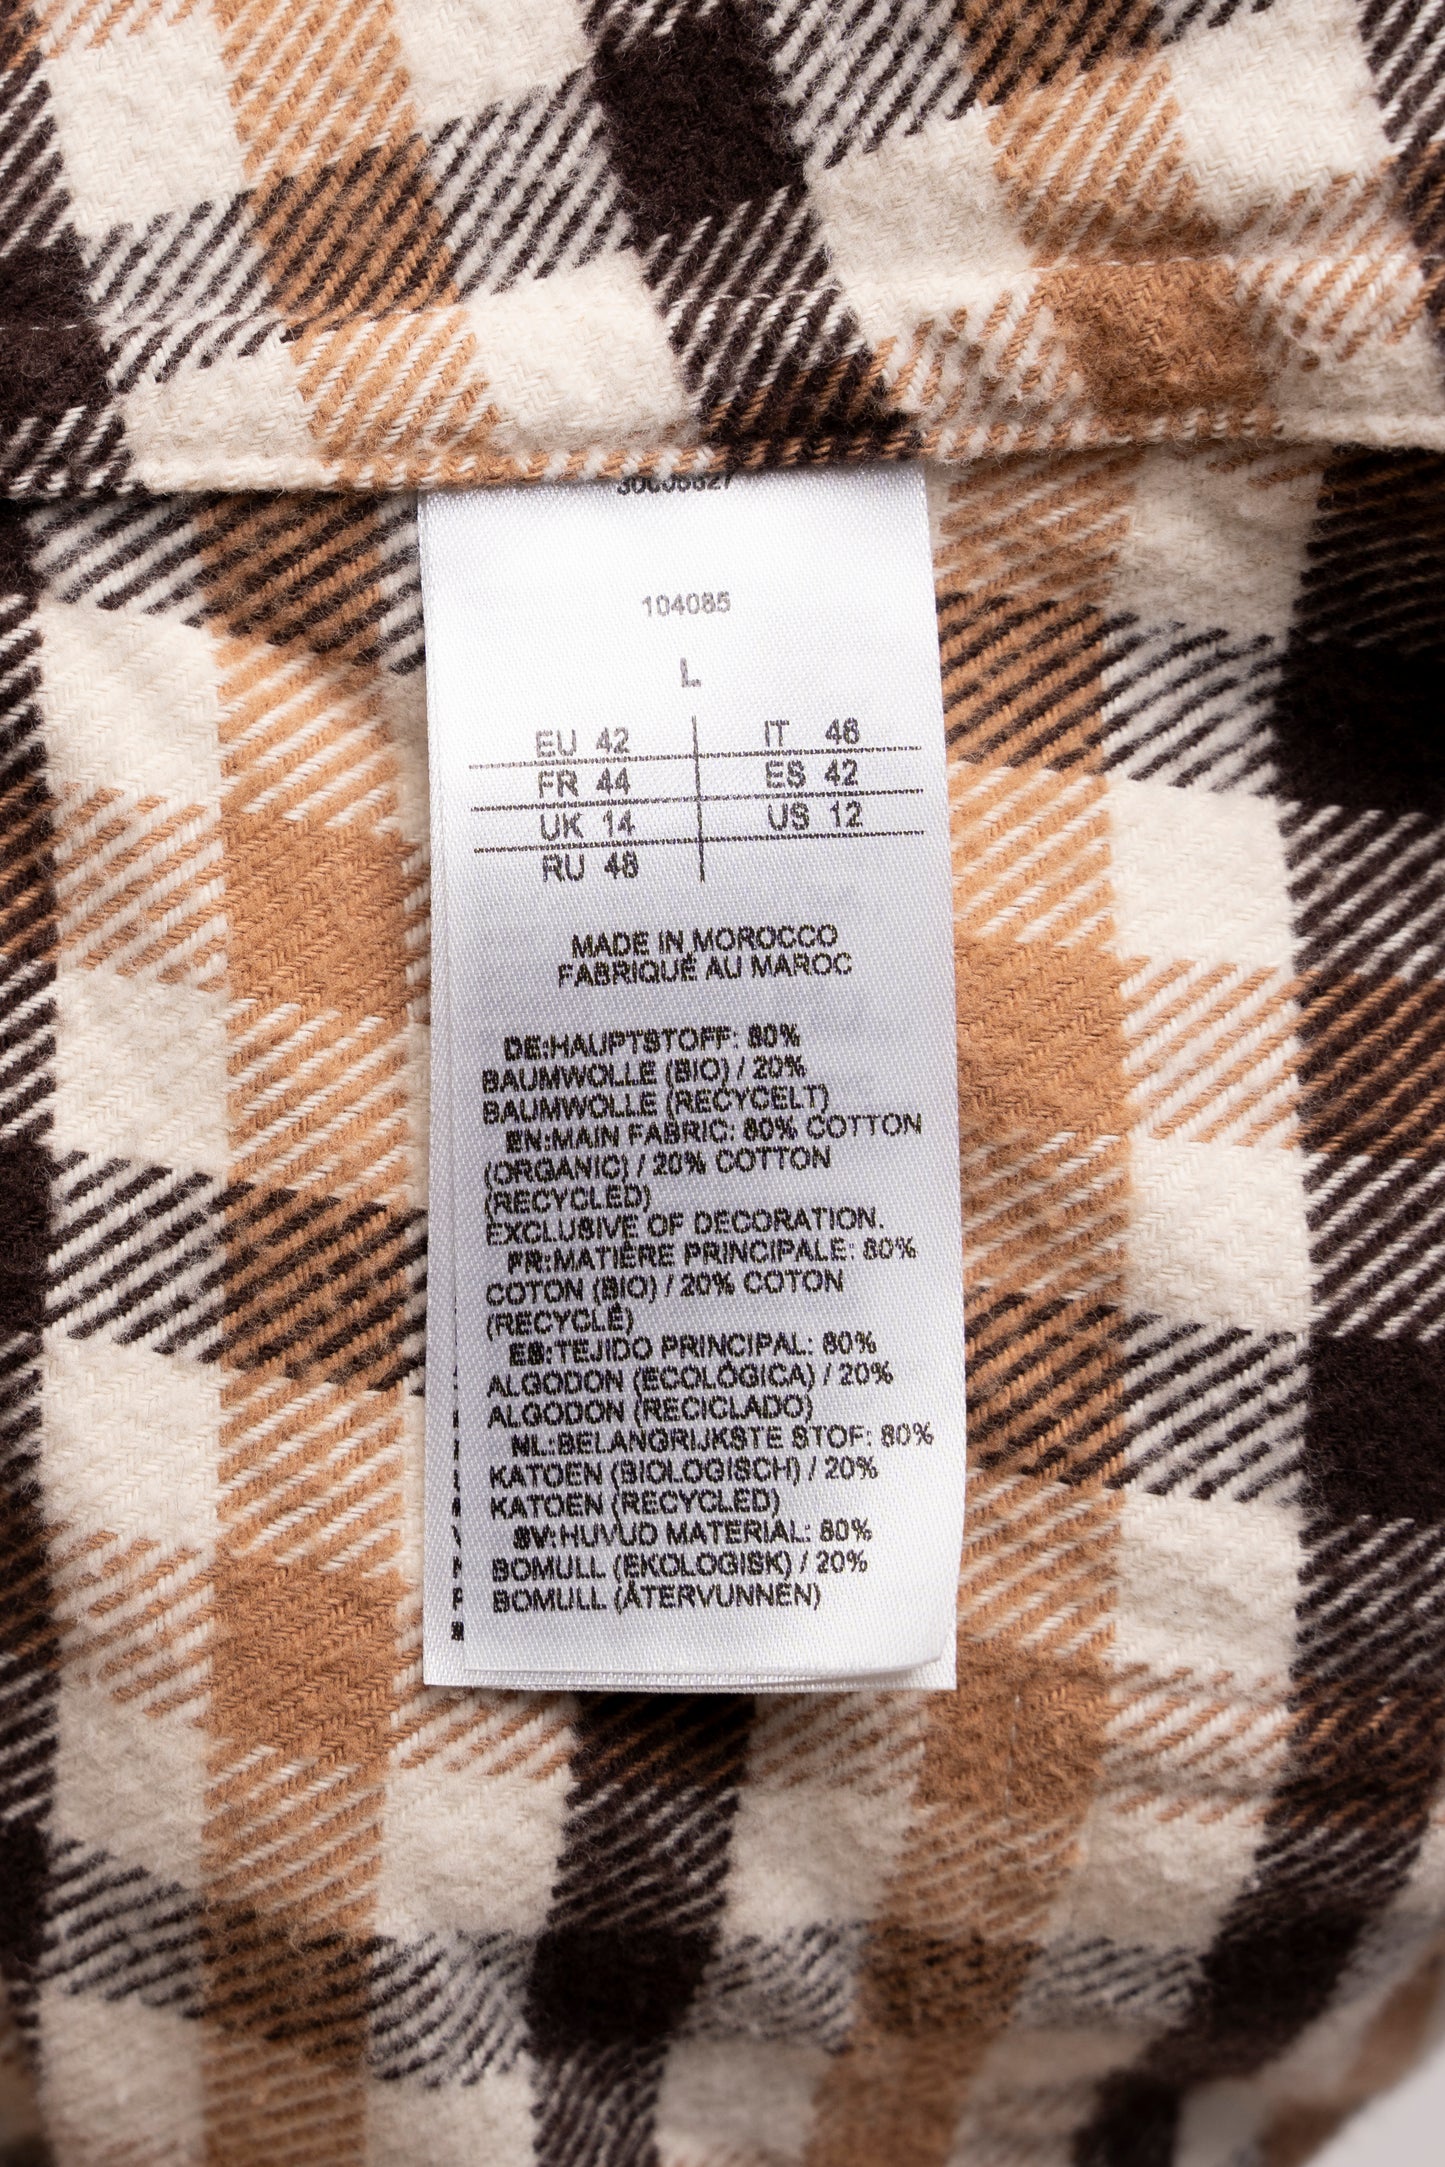 104085
L
EU 42 IT 48
FR 44 ES 42
UK 14 US 12
RU 48
MADE IN MOROCCO
FABRIQUÉ AU MAROC
DE:HAUPTSTOFF: 80%
BAUMWOLLE (BIO) / 20%
BAUMWOLLE (RECYCELT)
EN:MAIN FABRIC: 80% COTTON
(ORGANIC) / 20% COTTON
(RECYCLED)
EXCLUSIVE OF DECORATION.
FR:MATIÈRE PRINCIPALE: 80%
COTON (BIO) / 20% COTON
(RECYCLÉ)
ES:TEJIDO PRINCIPAL: 80%
ALGODON (ECOLÓGICA) / 20%
ALGODON (RECICLADO)
NL:BELANGRIJKSTE STOF: 80%
KATOEN (BIOLOGISCH) / 20%
KATOEN (RECYCLED)
SV:HUVUD MATERIAL: 80%
BOMULL (EKOLOGISK) / 20%
BOMULL (ÅTERVUNNEN)